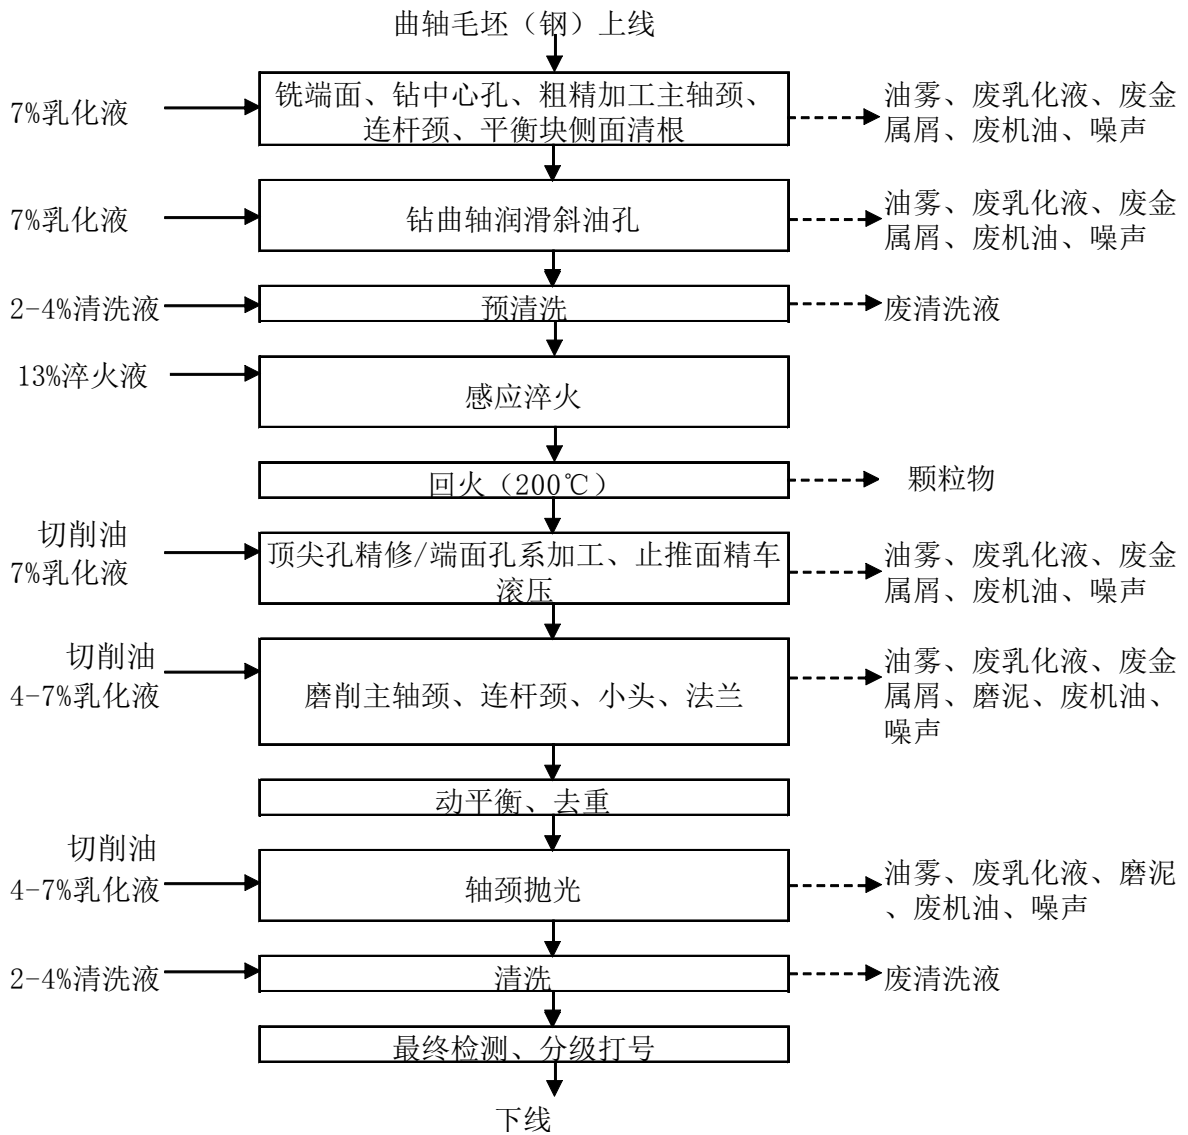 曲轴毛坯（钢）上线
7%乳化液
铣端面、钻中心孔、粗精加工主轴颈、
连杆颈、平衡块侧面清根
油雾、废乳化液、废金
属屑、废机油、噪声
7%乳化液
钻曲轴润滑斜油孔
油雾、废乳化液、废金
属屑、废机油、噪声
2-4%清洗液
预清洗
废清洗液
13%淬火液
感应淬火
回火（200℃）
颗粒物
切削油
7%乳化液
顶尖孔精修/端面孔系加工、止推面精车
滚压
油雾、废乳化液、废金
属屑、废机油、噪声
切削油
4-7%乳化液
磨削主轴颈、连杆颈、小头、法兰
油雾、废乳化液、废金
属屑、磨泥、废机油、
噪声
动平衡、去重
切削油
4-7%乳化液
轴颈抛光
油雾、废乳化液、磨泥
、废机油、噪声
2-4%清洗液
清洗
废清洗液
最终检测、分级打号
下线